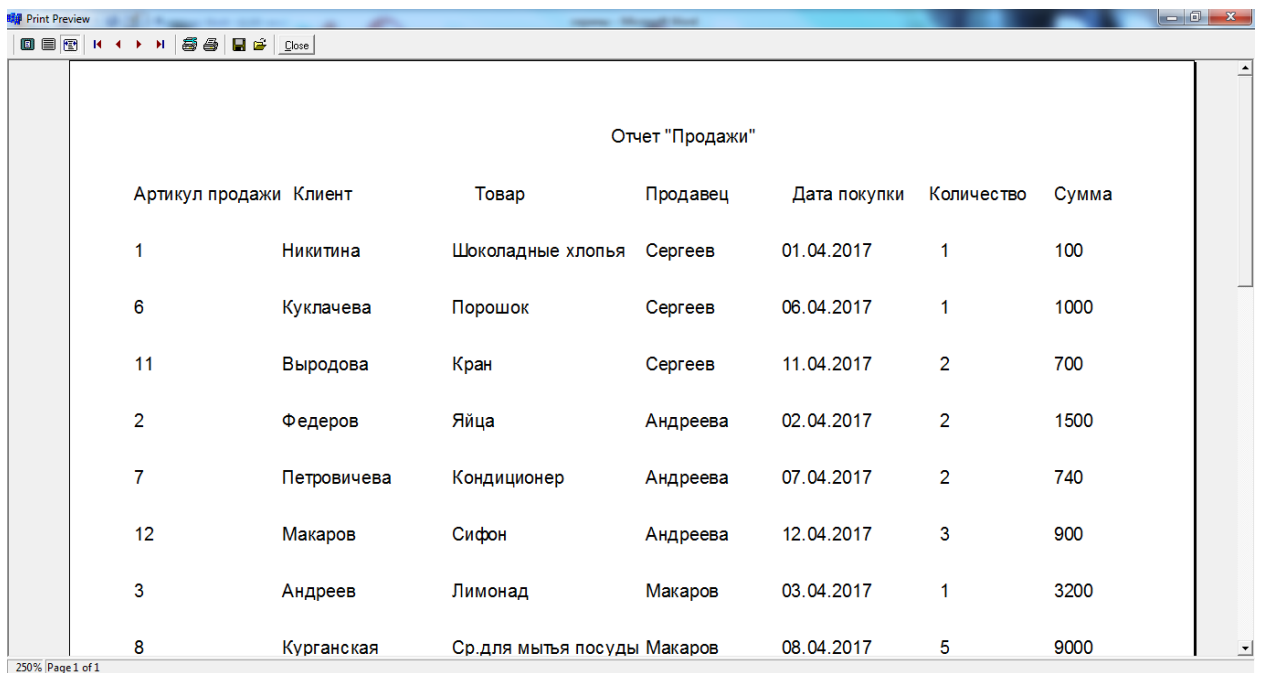 Print Preview
Close
Отчет "Продажи"
Артикул продажи Клиент Товар Продавец Дата покупки Количество Сумма
1 Никитина Шоколадные хлопья Сергеев 01.04.2017 1 100
6 Куклачева Порошок Сергеев 06.04.2017 1 1000
11 Выродова Кран Сергеев 11.04.2017 2 700
2 Федеров Яйца Андреева 02.04.2017 2 1500
7 Петровичева Кондиционер Андреева 07.04.2017 2 740
12 Макаров Сифон Андреева 12.04.2017 3 900
3 Андреев Лимонад Макаров 03.04.2017 1 3200
8 Курганская Ср.для мытья посуды Макаров 08.04.2017 5 9000
250% Page 1 of 1